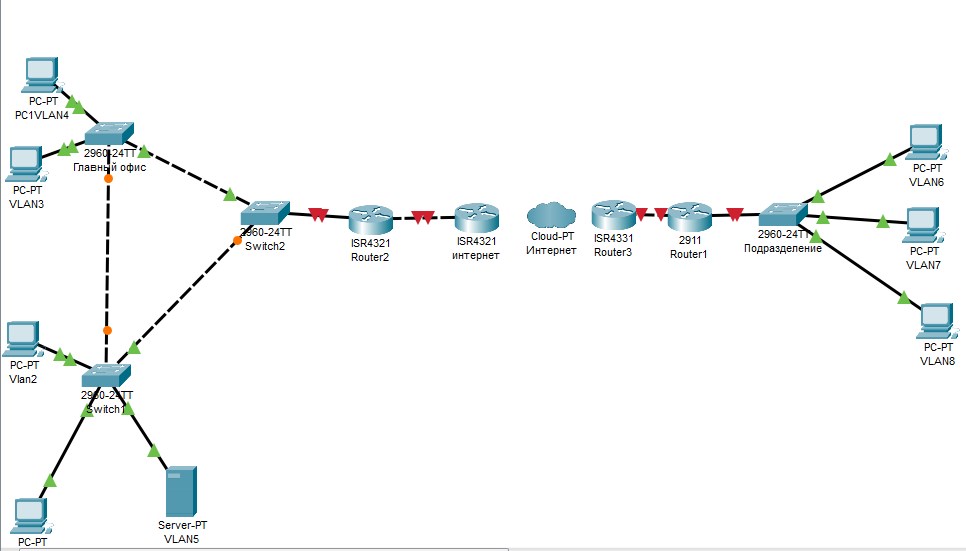 PC-PT
PC1VLAN4
2960-24TT
Главный офис
PC-PT
VLAN3
2960-24TT
Switch2
ISR4321
Router2
ISR4321
интернет
Cloud-PT
Интернет
ISR4331
Router3
2911
Router1
2960-24TT
Подразделение
PC-PT
VLAN6
PC-PT
VLAN7
PC-PT
VLAN8
PC-PT
Vlan2
2960-24TT
Switch1
PC-PT
Server-PT
VLAN5